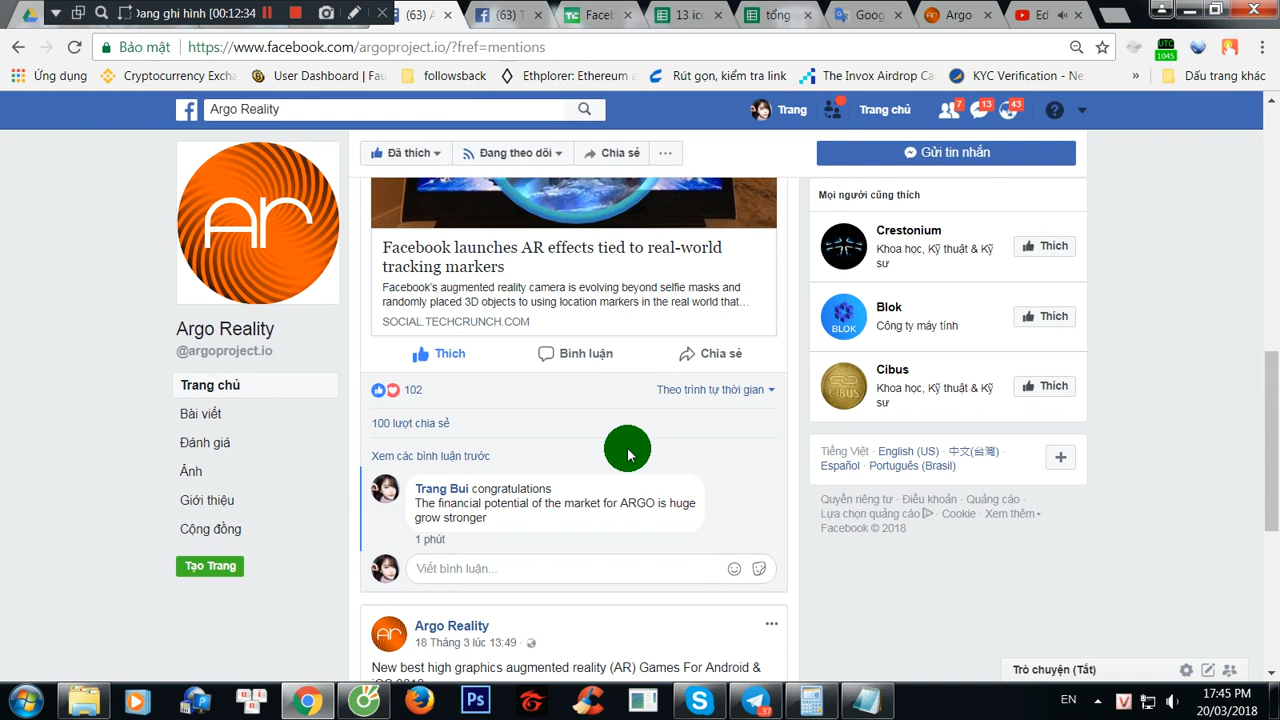 Đang ghi hình [00:12:34]
(63) A
(63) T
Faceb
13 icc
tổng
Goog
Argo
Ed
Bảo mật
https://www.facebook.com/argoproject.io/?fref=mentions
UTC
1045
Ứng dụng
Cryptocurrency Excha
User Dashboard | Fau
followsback
Ethplorer: Ethereum
Rút gọn, kiểm tra link
The Invox Airdrop Ca
KYC Verification - Ne
»
Dấu trang khác
Argo Reality
Trang
Trang chủ
7
13
43
Ar
Argo Reality
@argoproject.io
Trang chủ
Bài viết
Đánh giá
Ảnh
Giới thiệu
Cộng đồng
Tạo Trang
Đã thích
Đang theo dõi
Chia sẻ
Gửi tin nhắn
Facebook launches AR effects tied to real-world
tracking markers
Facebook's augmented reality camera is evolving beyond selfie masks and
randomly placed 3D objects to using location markers in the real world that...
SOCIAL.TECHCRUNCH.COM
Thích
Bình luận
Chia sẻ
102
Theo trình tự thời gian
100 lượt chia sẻ
Xem các bình luận trước
Trang Bui congratulations
The financial potential of the market for ARGO is huge
grow stronger
1 phút
Viết bình luận...
Ar
Argo Reality
18 Tháng 3 lúc 13:49
New best high graphics augmented reality (AR) Games For Android &
Mọi người cũng thích
Crestonium
Khoa học, Kỹ thuật & Kỹ
sư
Thích
BLOK
Blok
Công ty máy tính
Thích
CIBUS
Cibus
Khoa học, Kỹ thuật & Kỹ
sư
Thích
Tiếng Việt · English (US) · 中文(台灣) ·
Español · Português (Brasil)
Quyền riêng tư · Điều khoản · Quảng cáo ·
Lựa chọn quảng cáo · Cookie · Xem thêm
Facebook © 2018
Trò chuyện (Tắt)
Ps
37
EN
17:45 PM
20/03/2018